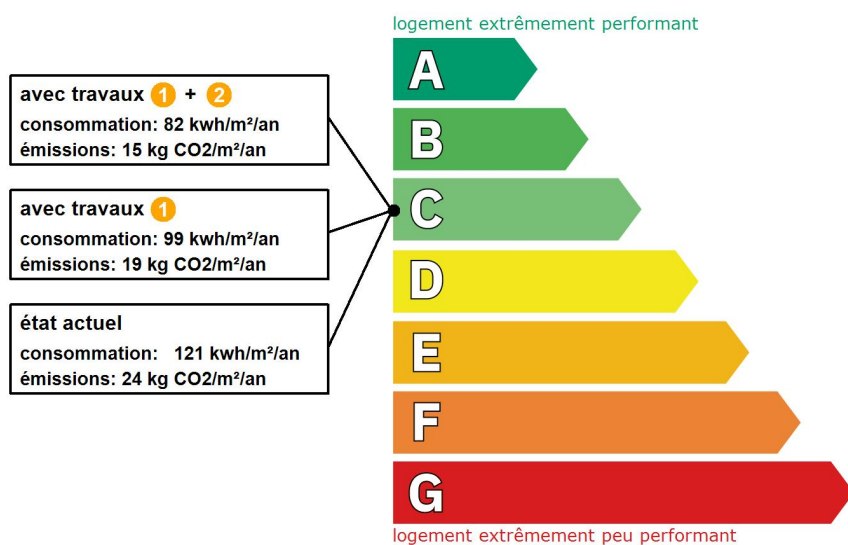 logement extrêmement performant
A
avec travaux 1 + 2
consommation: 82 kwh/m²/an
émissions: 15 kg CO2/m²/an
B
avec travaux 1
consommation: 99 kwh/m²/an
émissions: 19 kg CO2/m²/an
C
D
état actuel
consommation: 121 kwh/m²/an
émissions: 24 kg CO2/m²/an
E
F
G
logement extrêmement peu performant